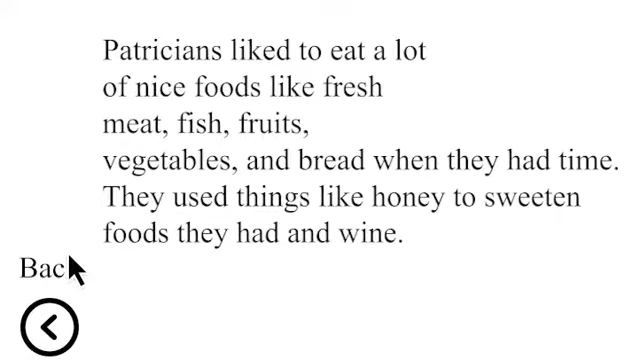 Patricians liked to eat a lot
of nice foods like fresh
meat, fish, fruits,
vegetables, and bread when they had time.
They used things like honey to sweeten
foods they had and wine.
Bac